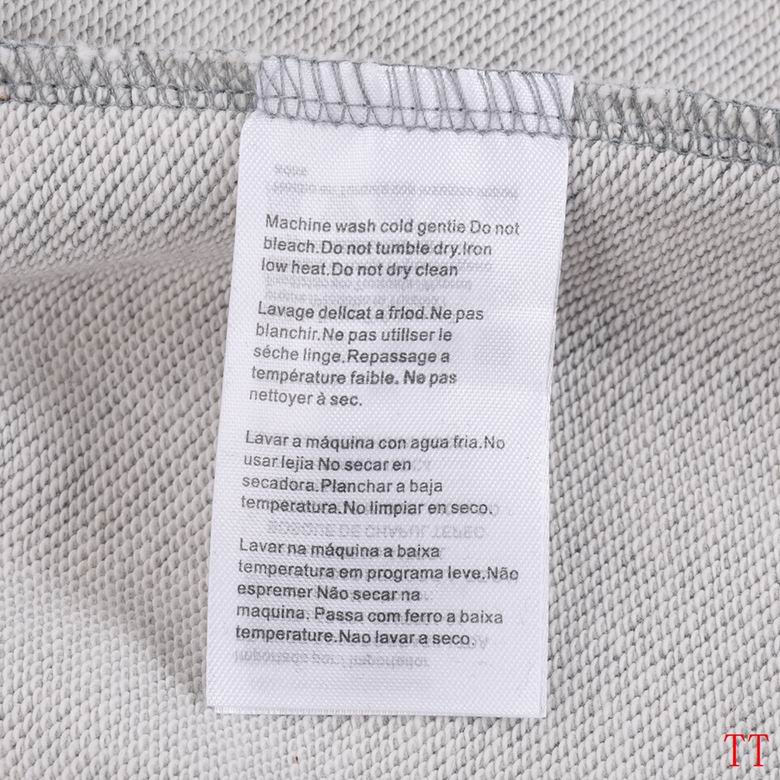 Machine wash cold gentie Do not
bleach.Do not tumble dry.Iron
low heat.Do not dry clean
Lavage delicat a friod.Ne pas
blanchir.Ne pas utiliser le
séche linge.Repassage a
température faible. Ne pas
nettoyer à sec.
Lavar a máquina con agua fria.No
usar lejia No secar en
secadora.Planchar a baja
temperatura.No limpiar en seco.
Lavar na máquina a baixa
temperatura em programa leve.Não
espremer Não secar na
maquina. Passa com ferro a baixa
temperature.Nao lavar a seco.
TT